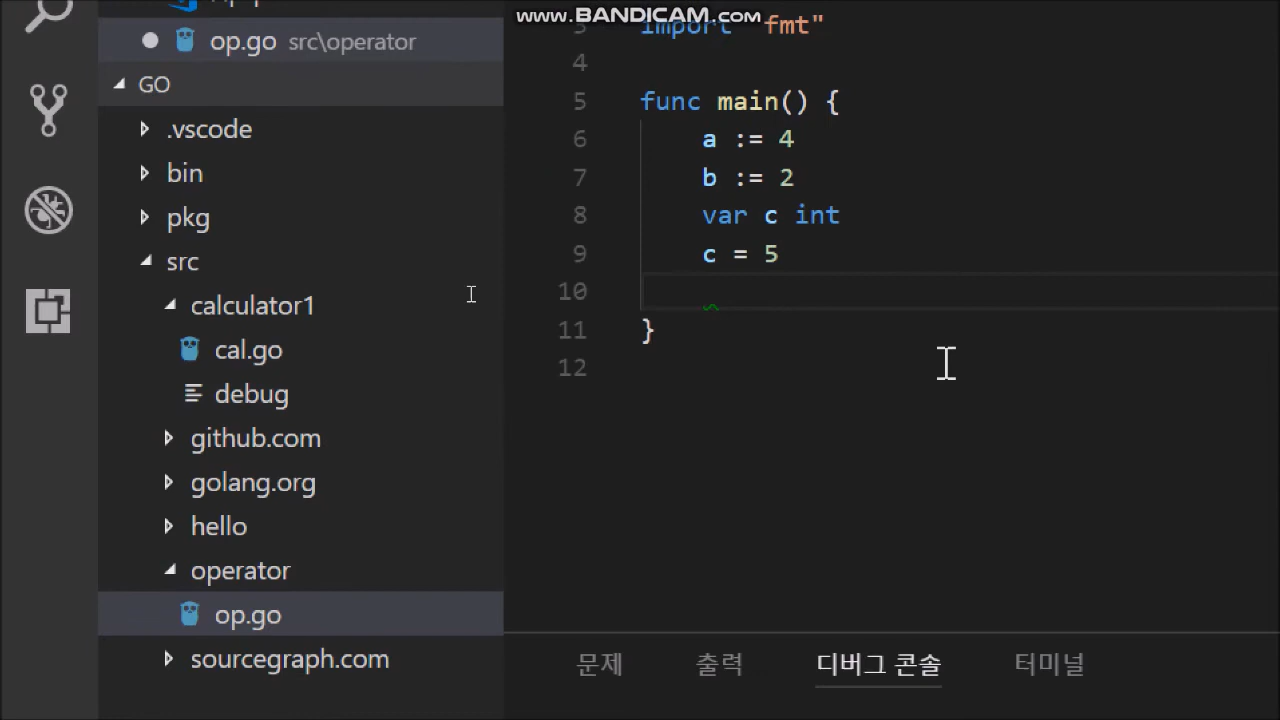 www.BANDICAM.com
op.go src\operator
GO
.vscode
bin
pkg
src
calculator1
cal.go
debug
github.com
golang.org
hello
operator
op.go
sourcegraph.com
3 import "fmt"
4
5 func main() {
6 a := 4
7 b := 2
8 var c int
9 c = 5
10
11 }
12
문제 출력 디버그 콘솔 터미널